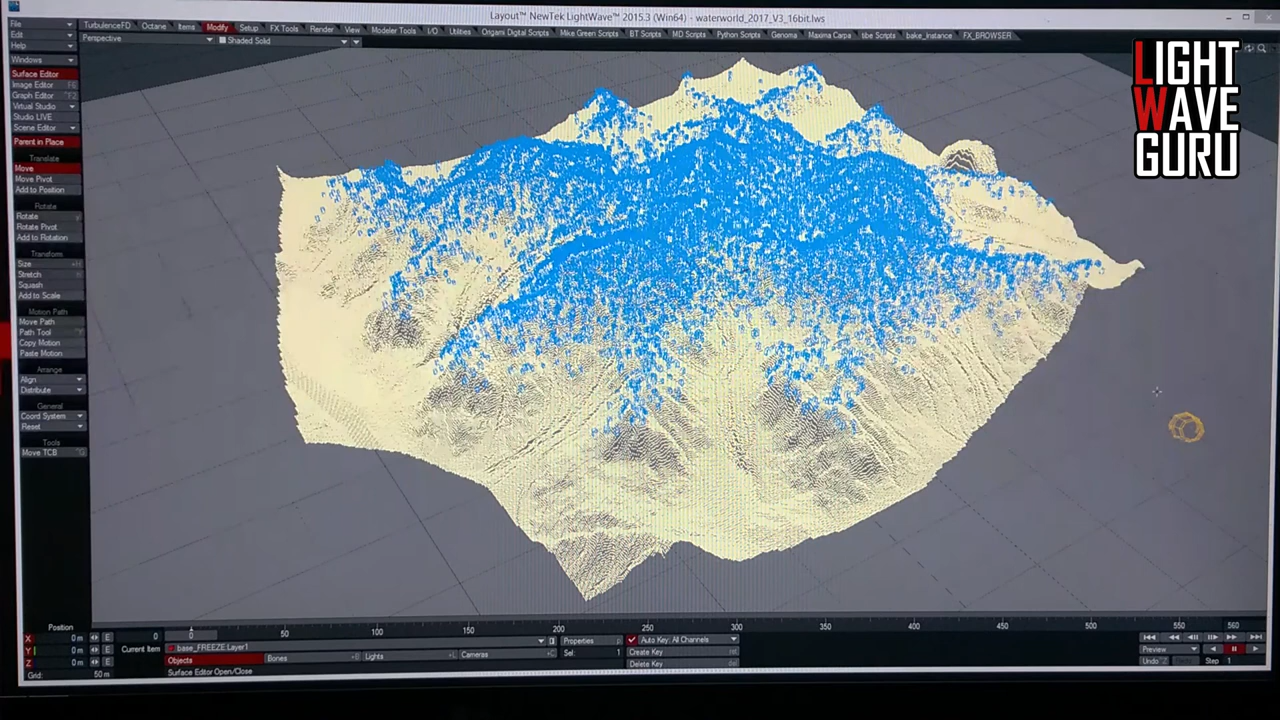 Layout™ NewTek LightWave™ 2015.3 (Win64) - waterworld_2017_V3_16bit.lws
File
Edit
Help
TurbulenceFD Octane Items Modify Setup FX Tools Render View Modeler Tools I/O Utilities Origami Digital Scripts Mike Green Scripts BT Scripts MD Scripts Python Scripts Genoma Maxima Carpa tbe Scripts bake_instance FX_BROWSER
Perspective Shaded Solid
LIGHT
WAVE
GURU
Windows
Surface Editor
Image Editor F6
Graph Editor ^F2
Virtual Studio
Studio LIVE
Scene Editor
Parent in Place
Translate
Move
Move Pivot
Add to Position
Rotate
Rotate y
Rotate Pivot
Add to Rotation
Transform
Size +H
Stretch h
Squash
Add to Scale
Motion Path
Move Path
Path Tool ^Y
Copy Motion
Paste Motion
Arrange
Align
Distribute
General
Coord System
Reset
Tools
Move TCB ^G
Position
0 0 50 100 150 200 250 300 350 400 450 500 550 560
X 0 m E
Y 0 m E
Z 0 m E
Grid: 50 m
Current Item base_FREEZE:Layer1
Objects Bones Lights Cameras
Surface Editor Open/Close
Properties p
Sel: 1
Auto Key: All Channels
Create Key ret
Delete Key del
Preview
Undo ^Z
Step 1